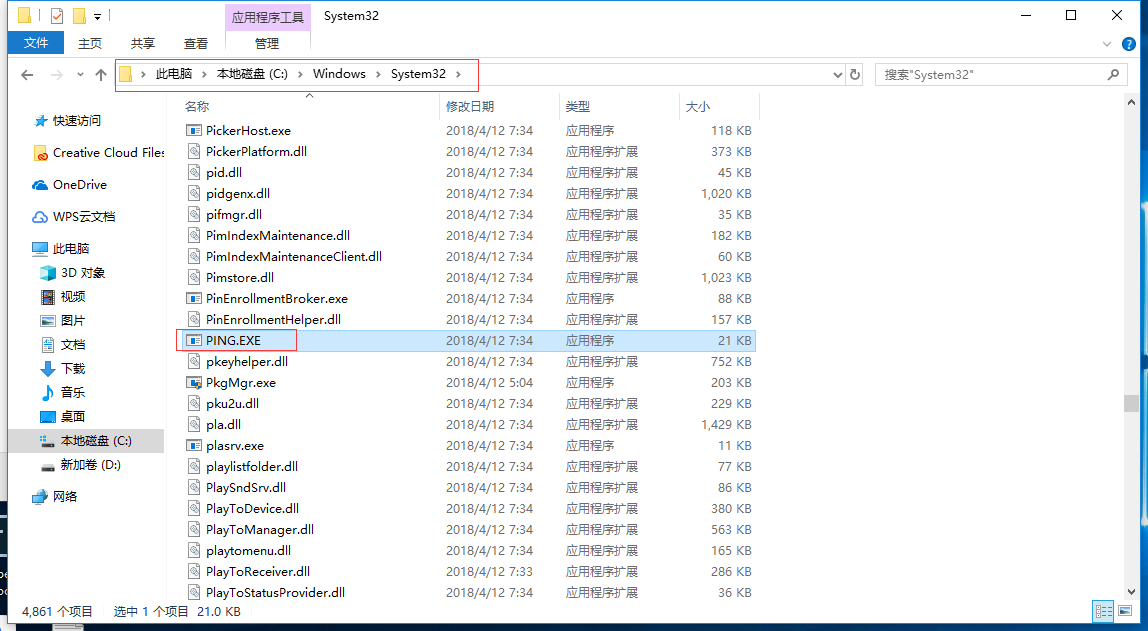 应用程序工具 System32
文件 主页 共享 查看 管理
此电脑 本地磁盘 (C:) Windows System32 搜索"System32"
名称 修改日期 类型 大小
快速访问
Creative Cloud Files
OneDrive
WPS云文档
此电脑
3D 对象
视频
图片
文档
下载
音乐
桌面
本地磁盘 (C:)
新加卷 (D:)
网络
PickerHost.exe 2018/4/12 7:34 应用程序 118 KB
PickerPlatform.dll 2018/4/12 7:34 应用程序扩展 373 KB
pid.dll 2018/4/12 7:34 应用程序扩展 45 KB
pidgenx.dll 2018/4/12 7:34 应用程序扩展 1,020 KB
pifmgr.dll 2018/4/12 7:34 应用程序扩展 35 KB
PimIndexMaintenance.dll 2018/4/12 7:34 应用程序扩展 182 KB
PimIndexMaintenanceClient.dll 2018/4/12 7:34 应用程序扩展 60 KB
Pimstore.dll 2018/4/12 7:34 应用程序扩展 1,023 KB
PinEnrollmentBroker.exe 2018/4/12 7:34 应用程序 88 KB
PinEnrollmentHelper.dll 2018/4/12 7:34 应用程序扩展 157 KB
PING.EXE 2018/4/12 7:34 应用程序 21 KB
pkeyhelper.dll 2018/4/12 7:34 应用程序扩展 752 KB
PkgMgr.exe 2018/4/12 5:04 应用程序 203 KB
pku2u.dll 2018/4/12 7:34 应用程序扩展 229 KB
pla.dll 2018/4/12 7:34 应用程序扩展 1,429 KB
plasrv.exe 2018/4/12 7:34 应用程序 11 KB
playlistfolder.dll 2018/4/12 7:34 应用程序扩展 77 KB
PlaySndSrv.dll 2018/4/12 7:34 应用程序扩展 86 KB
PlayToDevice.dll 2018/4/12 7:34 应用程序扩展 380 KB
PlayToManager.dll 2018/4/12 7:34 应用程序扩展 563 KB
playtomenu.dll 2018/4/12 7:34 应用程序扩展 165 KB
PlayToReceiver.dll 2018/4/12 7:33 应用程序扩展 286 KB
PlayToStatusProvider.dll 2018/4/12 7:34 应用程序扩展 36 KB
4,861 个项目 选中 1 个项目 21.0 KB